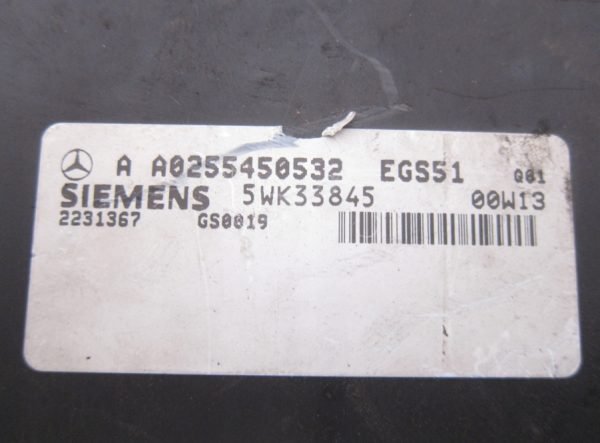 A A0255450532 EGS51 Q01
SIEMENS 5WK33845 00W13
2231367 GS0019